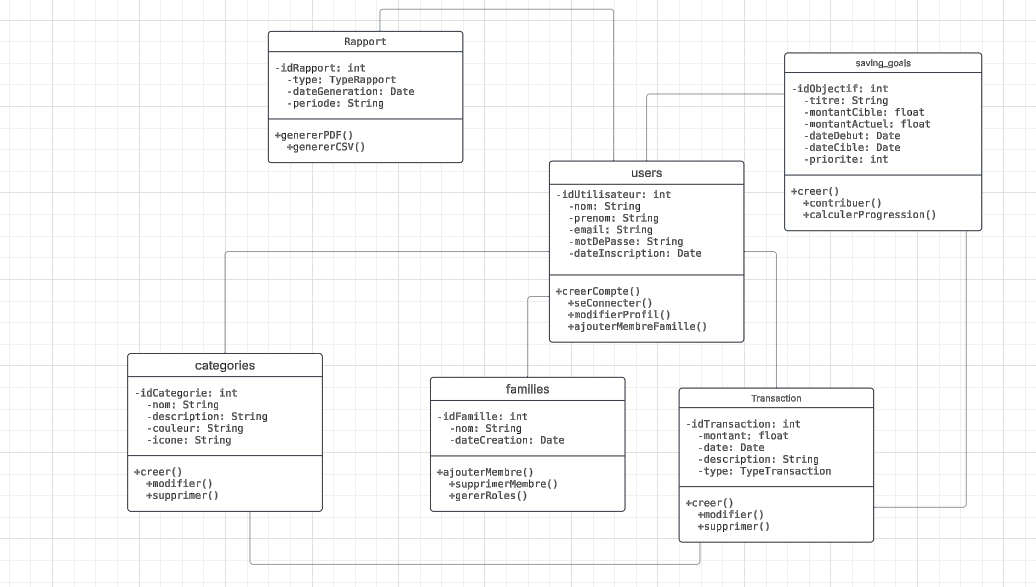 Rapport
-idRapport: int
-type: TypeRapport
-dateGeneration: Date
-periode: String
+genererPDF()
+genererCSV()
saving_goals
-idObjectif: int
-titre: String
-montantCible: float
-montantActuel: float
-dateDebut: Date
-dateCible: Date
-priorite: int
+creer()
+contribuer()
+calculerProgression()
users
-idUtilisateur: int
-nom: String
-prenom: String
-email: String
-motDePasse: String
-dateInscription: Date
+creerCompte()
+seConnecter()
+modifierProfil()
+ajouterMembreFamille()
categories
-idCategorie: int
-nom: String
-description: String
-couleur: String
-icone: String
+creer()
+modifier()
+supprimer()
families
-idFamille: int
-nom: String
-dateCreation: Date
+ajouterMembre()
+supprimerMembre()
+gererRoles()
Transaction
-idTransaction: int
-montant: float
-date: Date
-description: String
-type: TypeTransaction
+creer()
+modifier()
+supprimer()